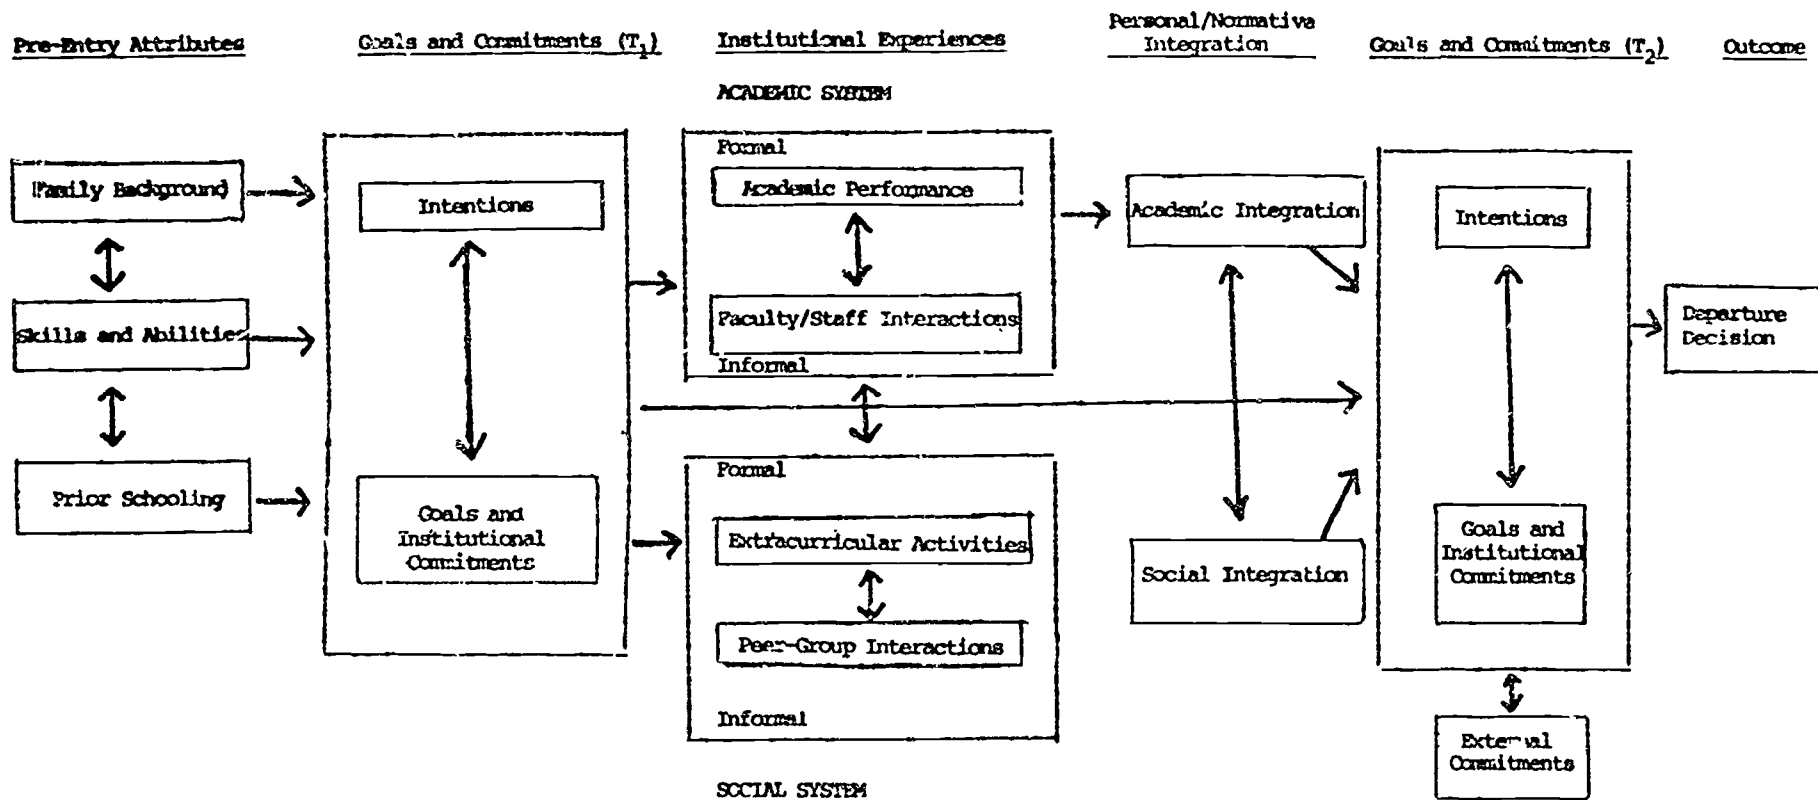 Pre-Entry Attributes
Goals and Commitments (T1)
Institutional Experiences
Personal/Normativa
Integration
Goals and Commitments (T2)
Outcome
ACADEMIC SYSTEM
Family Background
Skills and Abilities
Prior Schooling
Intentions
Goals and
Institutional
Commitments
Formal
Academic Performance
Faculty/Staff Interactions
Informal
Formal
Extracurricular Activities
Peer-Group Interactions
Informal
SOCIAL SYSTEM
Academic Integration
Social Integration
Intentions
Goals and
Institutional
Commitments
External
Commitments
Departure
Decision